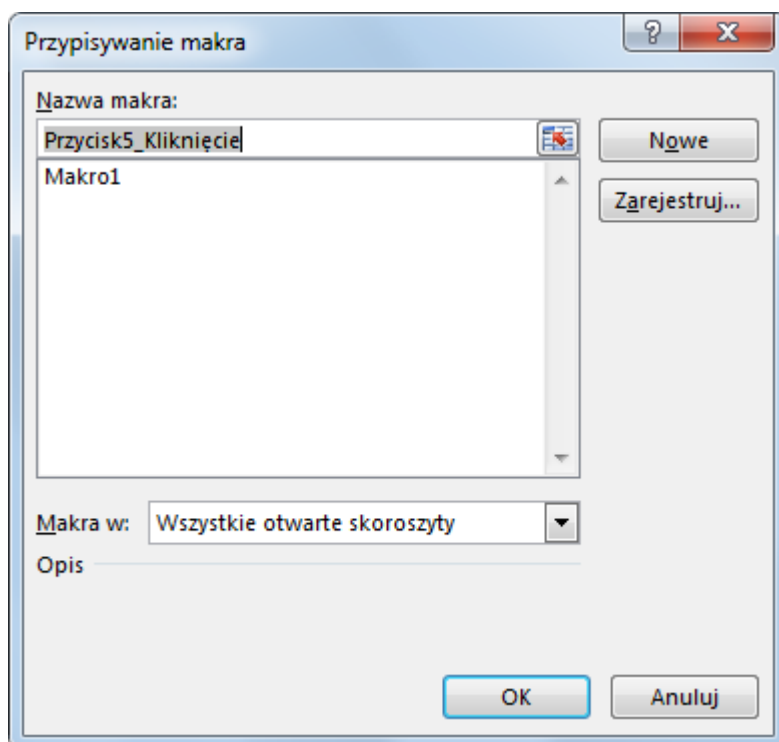 Przypisywanie makra
Nazwa makra:
Przycisk5_Kliknięcie
Nowe
Makro1
Zarejestruj...
Makra w: Wszystkie otwarte skoroszyty
Opis
OK Anuluj